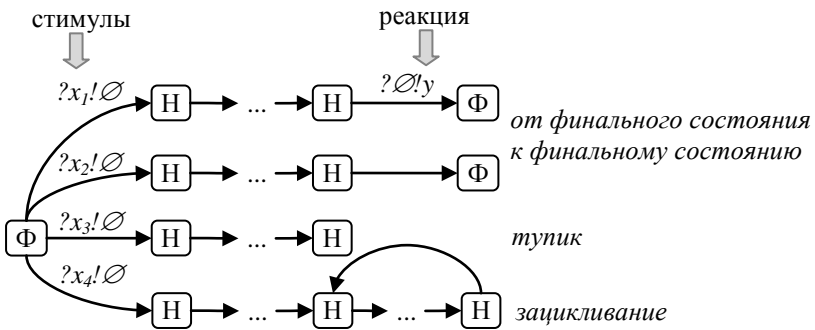 стимулы реакция
?x₁!∅ ?∅!y
Н ... Н Ф
от финального состояния
к финальному состоянию
?x₂!∅
Н ... Н Ф
Ф ?x₃!∅ Н ... Н тупик
?x₄!∅
Н ... Н ... Н зацикливание